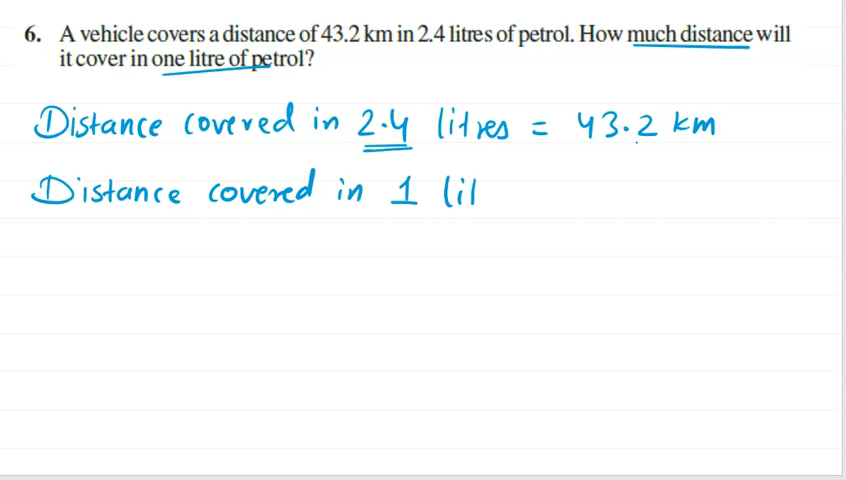 6. A vehicle covers a distance of 43.2 km in 2.4 litres of petrol. How much distance will
it cover in one litre of petrol?
Distance covered in 2.4 litres = 43.2 km
Distance covered in 1 lil